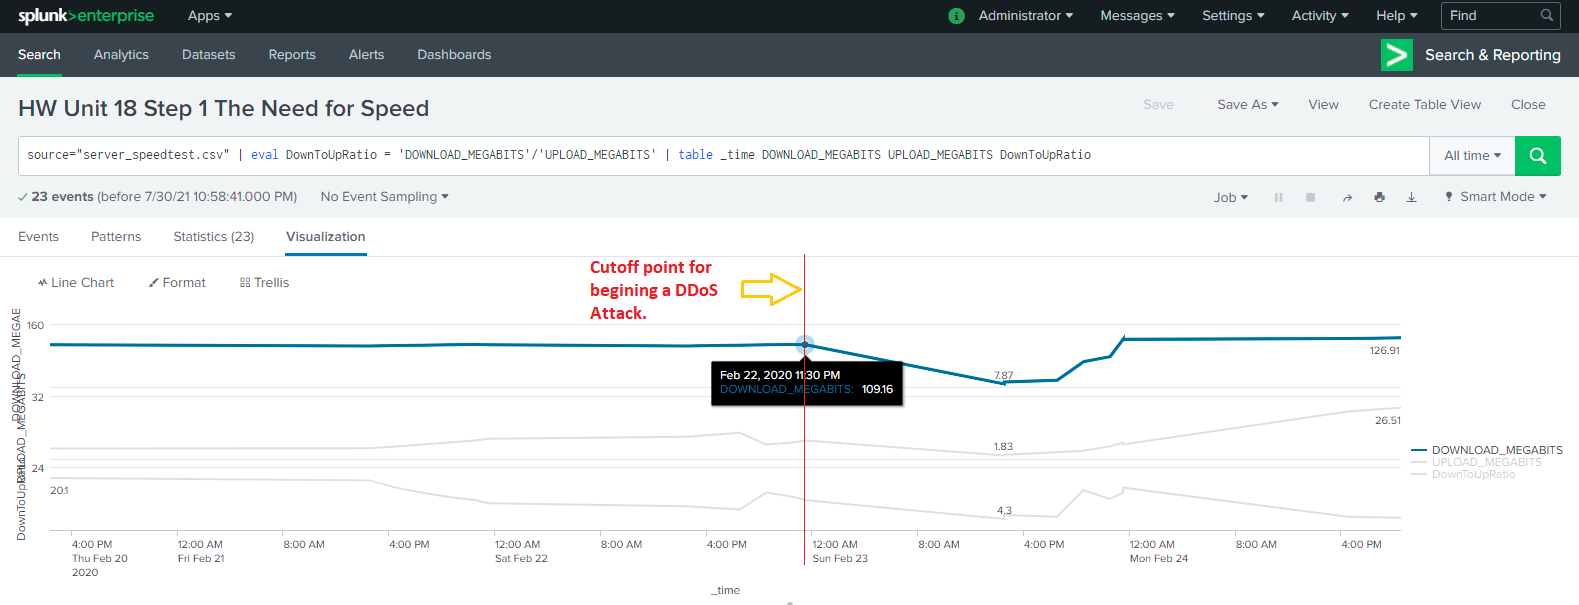 splunk>enterprise Apps
i Administrator Messages Settings Activity Help Find
Search Analytics Datasets Reports Alerts Dashboards
Search & Reporting
HW Unit 18 Step 1 The Need for Speed
Save Save As View Create Table View Close
source="server_speedtest.csv" | eval DownToUpRatio = 'DOWNLOAD_MEGABITS'/'UPLOAD_MEGABITS' | table _time DOWNLOAD_MEGABITS UPLOAD_MEGABITS DownToUpRatio
All time
23 events (before 7/30/21 10:58:41.000 PM) No Event Sampling
Job Smart Mode
Events Patterns Statistics (23) Visualization
Line Chart Format Trellis
Cutoff point for
begining a DDoS
Attack.
DOWNLOAD_MEGAE
UPLOAD_MEGABITS
DownToUpRatio
160
32
24
20.1
Feb 22, 2020 11:30 PM
DOWNLOAD_MEGABITS: 109.16
7.87
126.91
1.83
26.51
4.3
DOWNLOAD_MEGABITS
UPLOAD_MEGABITS
DownToUpRatio
4:00 PM 12:00 AM 8:00 AM 4:00 PM 12:00 AM 8:00 AM 4:00 PM 12:00 AM 8:00 AM 4:00 PM 12:00 AM 8:00 AM 4:00 PM
Thu Feb 20 Fri Feb 21 Sat Feb 22 Sun Feb 23 Mon Feb 24
2020
_time